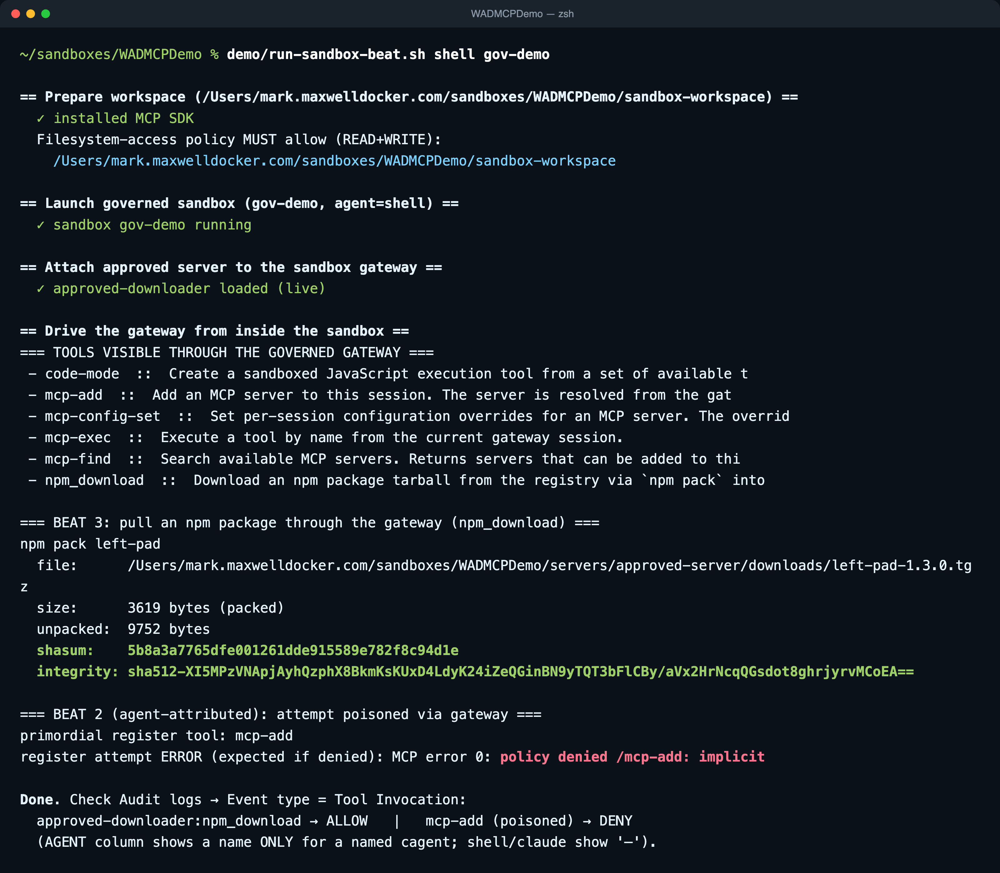 WADMCPDemo — zsh
~/sandboxes/WADMCPDemo % demo/run-sandbox-beat.sh shell gov-demo
== Prepare workspace (/Users/mark.maxwelldocker.com/sandboxes/WADMCPDemo/sandbox-workspace) ==
✓ installed MCP SDK
Filesystem-access policy MUST allow (READ+WRITE):
/Users/mark.maxwelldocker.com/sandboxes/WADMCPDemo/sandbox-workspace
== Launch governed sandbox (gov-demo, agent=shell) ==
✓ sandbox gov-demo running
== Attach approved server to the sandbox gateway ==
✓ approved-downloader loaded (live)
== Drive the gateway from inside the sandbox ==
=== TOOLS VISIBLE THROUGH THE GOVERNED GATEWAY ===
- code-mode  ::  Create a sandboxed JavaScript execution tool from a set of available t
- mcp-add  ::  Add an MCP server to this session. The server is resolved from the gat
- mcp-config-set  ::  Set per-session configuration overrides for an MCP server. The overrid
- mcp-exec  ::  Execute a tool by name from the current gateway session.
- mcp-find  ::  Search available MCP servers. Returns servers that can be added to thi
- npm_download  ::  Download an npm package tarball from the registry via `npm pack` into
=== BEAT 3: pull an npm package through the gateway (npm_download) ===
npm pack left-pad
file:      /Users/mark.maxwelldocker.com/sandboxes/WADMCPDemo/servers/approved-server/downloads/left-pad-1.3.0.tg
z
size:      3619 bytes (packed)
unpacked:  9752 bytes
shasum:    5b8a3a7765dfe001261dde915589e782f8c94d1e
integrity: sha512-XI5MPzVNApjAyhQzphX8BkmKsKUxD4LdyK24iZeQGinBN9yTQT3bFlCBy/aVx2HrNcqQGsdot8ghrjyrvMCoEA==
=== BEAT 2 (agent-attributed): attempt poisoned via gateway ===
primordial register tool: mcp-add
register attempt ERROR (expected if denied): MCP error 0: policy denied /mcp-add: implicit
Done. Check Audit logs → Event type = Tool Invocation:
approved-downloader:npm_download → ALLOW   |   mcp-add (poisoned) → DENY
(AGENT column shows a name ONLY for a named cagent; shell/claude show '—').